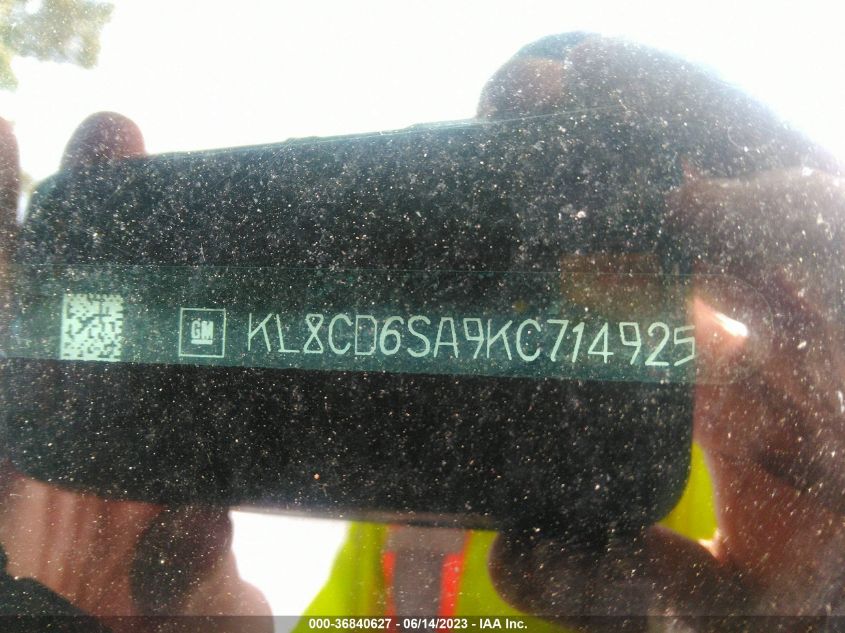 GM KL8CD6SA9KC714925
000-36840627 - 06/14/2023 - IAA Inc.